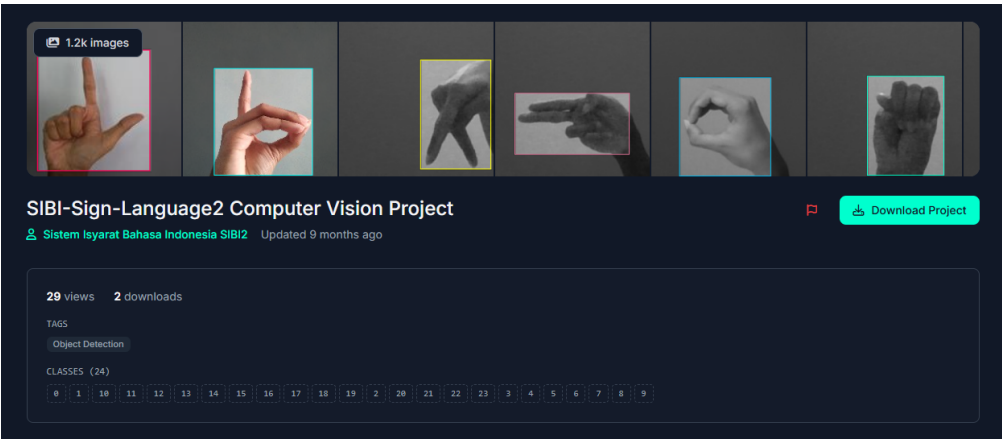 1.2k images
SIBI-Sign-Language2 Computer Vision Project
Download Project
Sistem Isyarat Bahasa Indonesia SIBI2 Updated 9 months ago
29 views 2 downloads
TAGS
Object Detection
CLASSES (24)
0 1 10 11 12 13 14 15 16 17 18 19 2 20 21 22 23 3 4 5 6 7 8 9